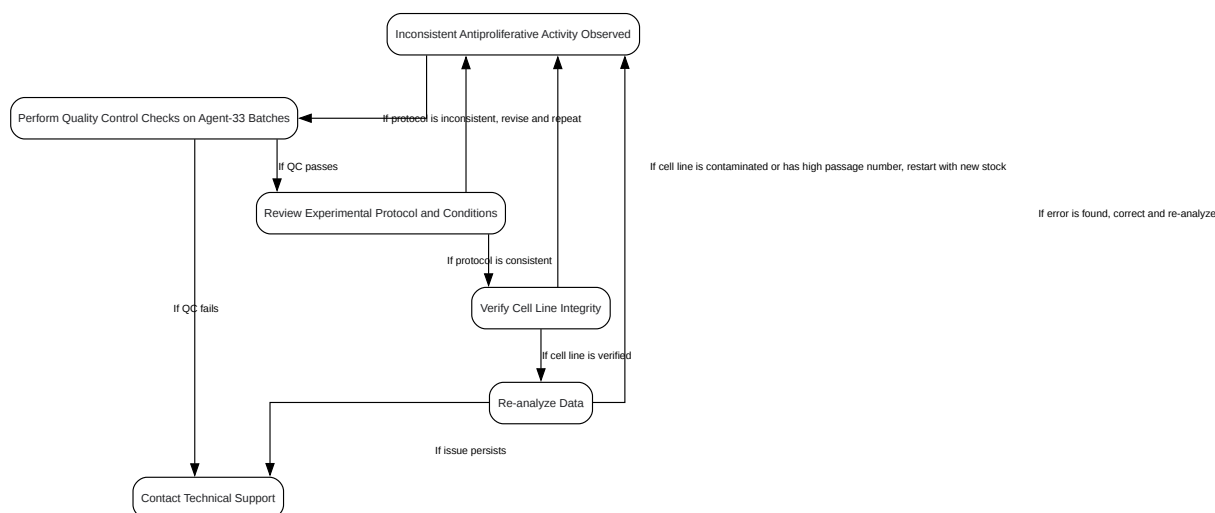 Inconsistent Antiproliferative Activity Observed
Perform Quality Control Checks on Agent-33 Batches
If protocol is inconsistent, revise and repeat
If QC passes
If cell line is contaminated or has high passage number, restart with new stock
Review Experimental Protocol and Conditions
If error is found, correct and re-analyze
If protocol is consistent
If QC fails
Verify Cell Line Integrity
If cell line is verified
Re-analyze Data
If issue persists
Contact Technical Support